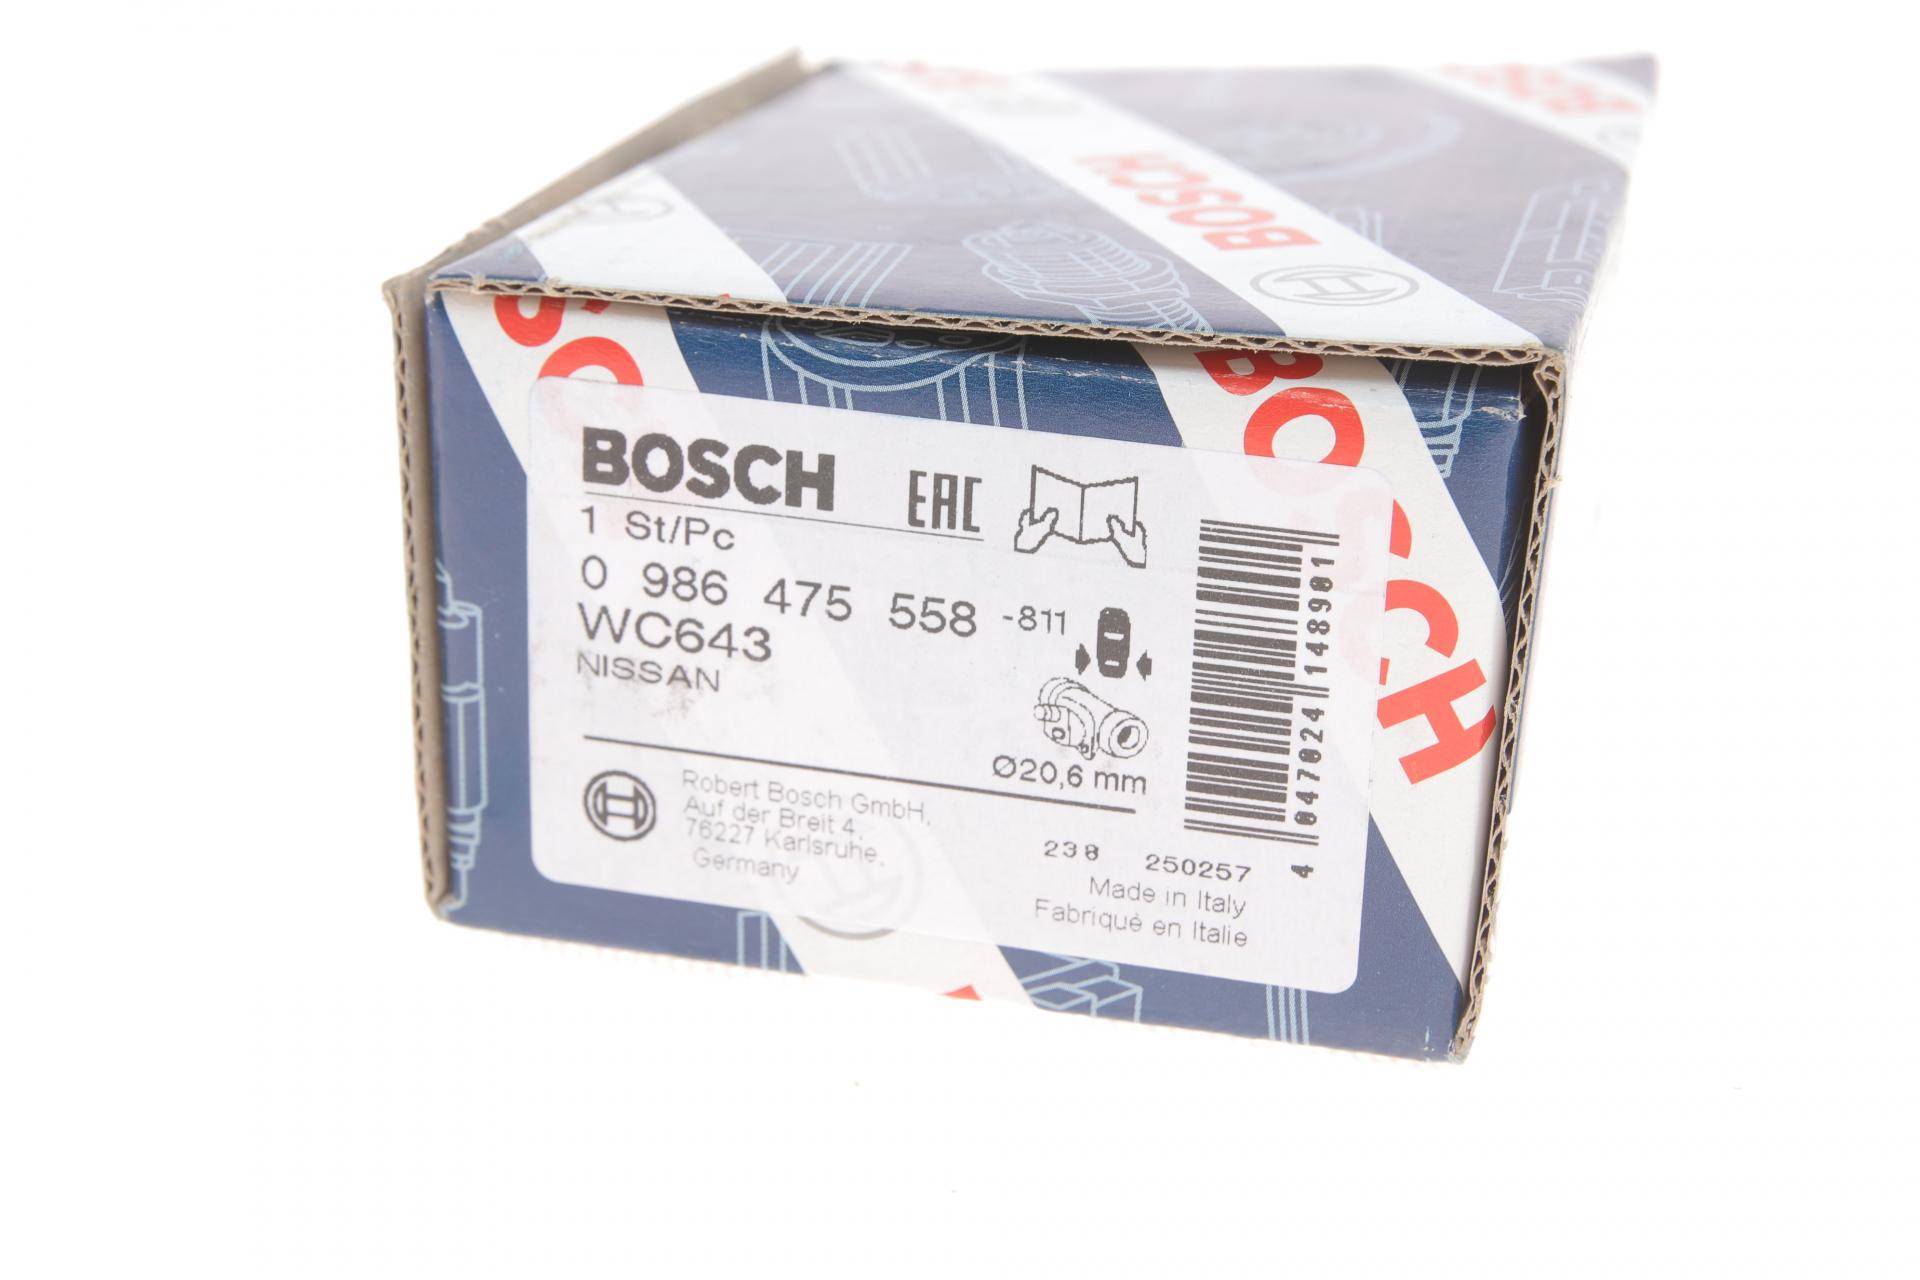 BOSCH
BOSCH
BOSCH
BOSCH EAC
1 St/Pc
0 986 475 558 -811
WC643
NISSAN
Ø20,6 mm
Robert Bosch GmbH,
Auf der Breit 4,
76227 Karlsruhe,
Germany
238 250257
Made in Italy
Fabriqué en Italie
4 047024 148901